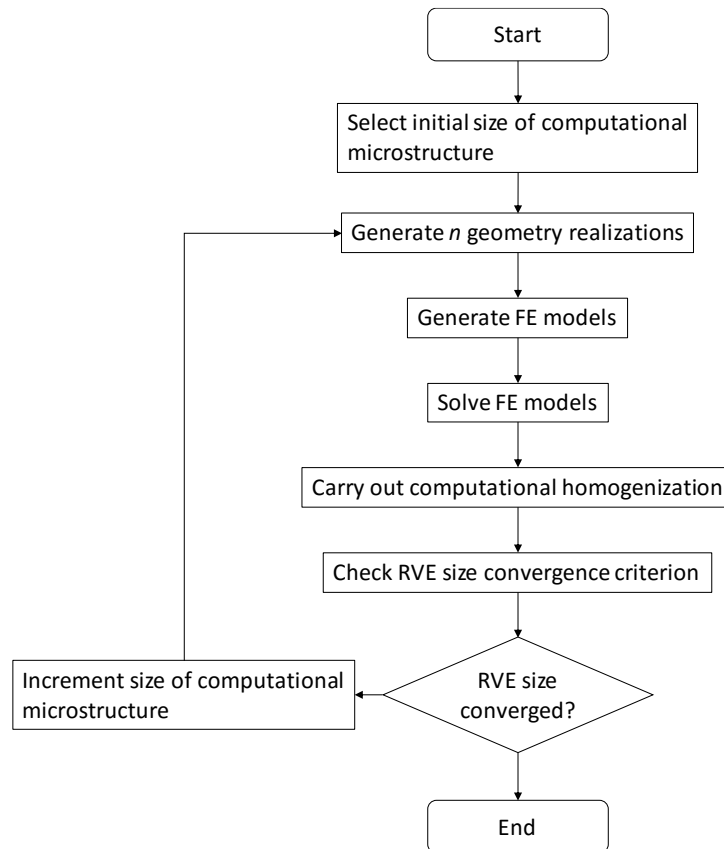 Start
Select initial size of computational
microstructure
Generate n geometry realizations
Generate FE models
Solve FE models
Carry out computational homogenization
Check RVE size convergence criterion
RVE size
converged?
Increment size of computational
microstructure
End